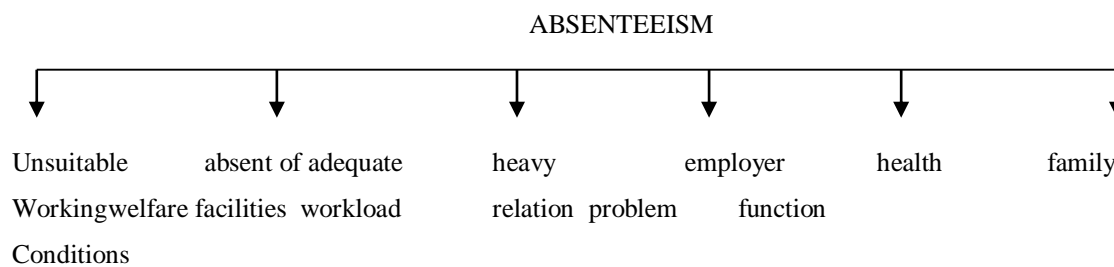 ABSENTEEISM
Unsuitable absent of adequate heavy employer health family
Workingwelfare facilities workload relation problem function
Conditions